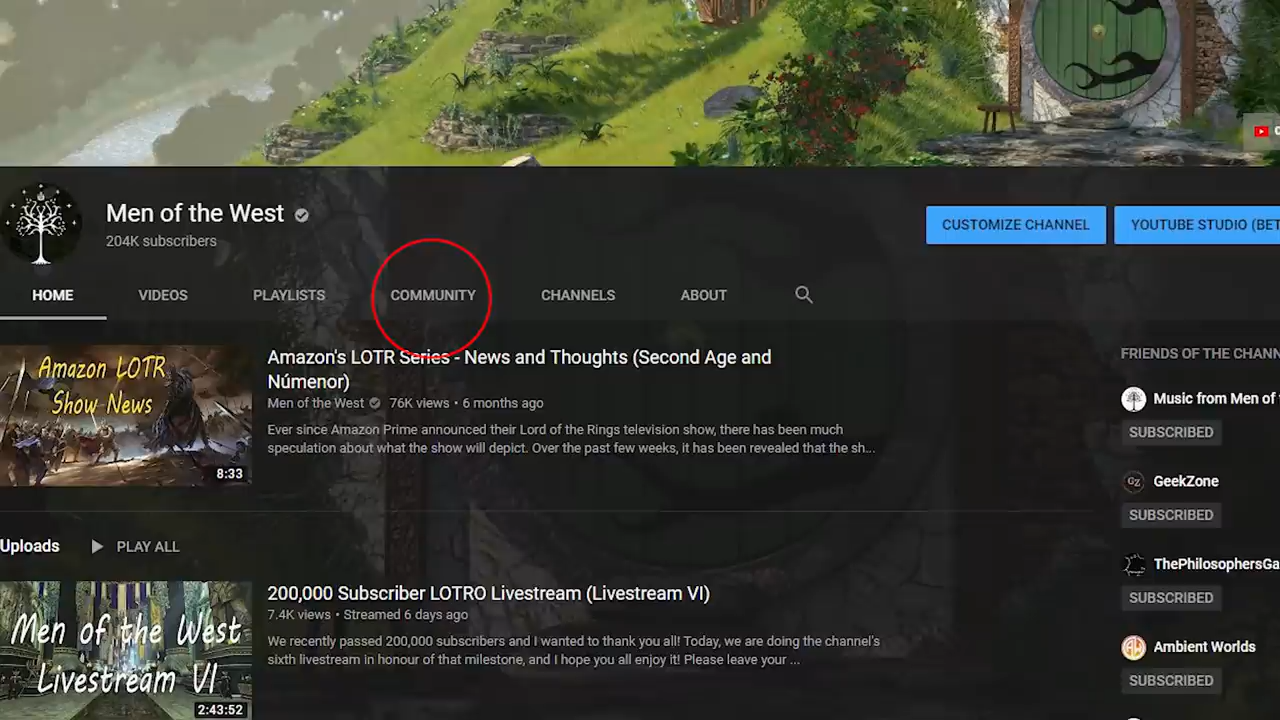 Men of the West
204K subscribers
CUSTOMIZE CHANNEL
YOUTUBE STUDIO (BET
HOME
VIDEOS
PLAYLISTS
COMMUNITY
CHANNELS
ABOUT
Amazon LOTR
Show News
8:33
Amazon's LOTR Series - News and Thoughts (Second Age and
Númenor)
Men of the West 76K views • 6 months ago
Ever since Amazon Prime announced their Lord of the Rings television show, there has been much
speculation about what the show will depict. Over the past few weeks, it has been revealed that the sh...
FRIENDS OF THE CHANN
Music from Men of
SUBSCRIBED
GZ
GeekZone
SUBSCRIBED
ThePhilosophersGa
SUBSCRIBED
Ambient Worlds
SUBSCRIBED
Uploads
PLAY ALL
Men of the West
Livestream VI
2:43:52
200,000 Subscriber LOTRO Livestream (Livestream VI)
7.4K views • Streamed 6 days ago
We recently passed 200,000 subscribers and I wanted to thank you all! Today, we are doing the channel's
sixth livestream in honour of that milestone, and I hope you all enjoy it! Please leave your ...